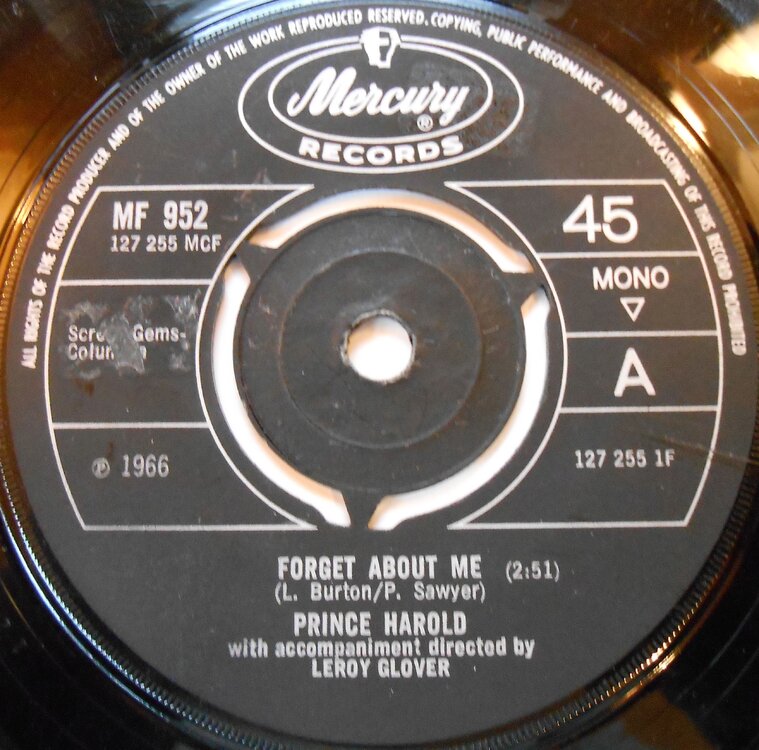 ALL RIGHTS OF THE RECORD PRODUCER AND OF THE OWNER OF THE WORK REPRODUCED RESERVED. COPYING, PUBLIC PERFORMANCE AND BROADCASTING OF THIS RECORD PROHIBITED
Mercury ®
RECORDS
MF 952
127 255 MCF
45
MONO
Gems-
A
℗ 1966
127 255 1F
FORGET ABOUT ME (2:51)
(L. Burton/P. Sawyer)
PRINCE HAROLD
with accompaniment directed by
LEROY GLOVER